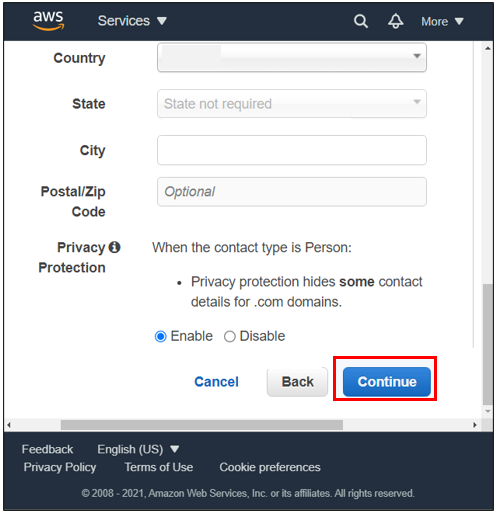 aws Services More
Country
State State not required
City
Postal/Zip Optional
Code
Privacy When the contact type is Person:
Protection
• Privacy protection hides some contact
details for .com domains.
Enable Disable
Cancel Back Continue
Feedback English (US)
Privacy Policy Terms of Use Cookie preferences
© 2008 - 2021, Amazon Web Services, Inc. or its affiliates. All rights reserved.